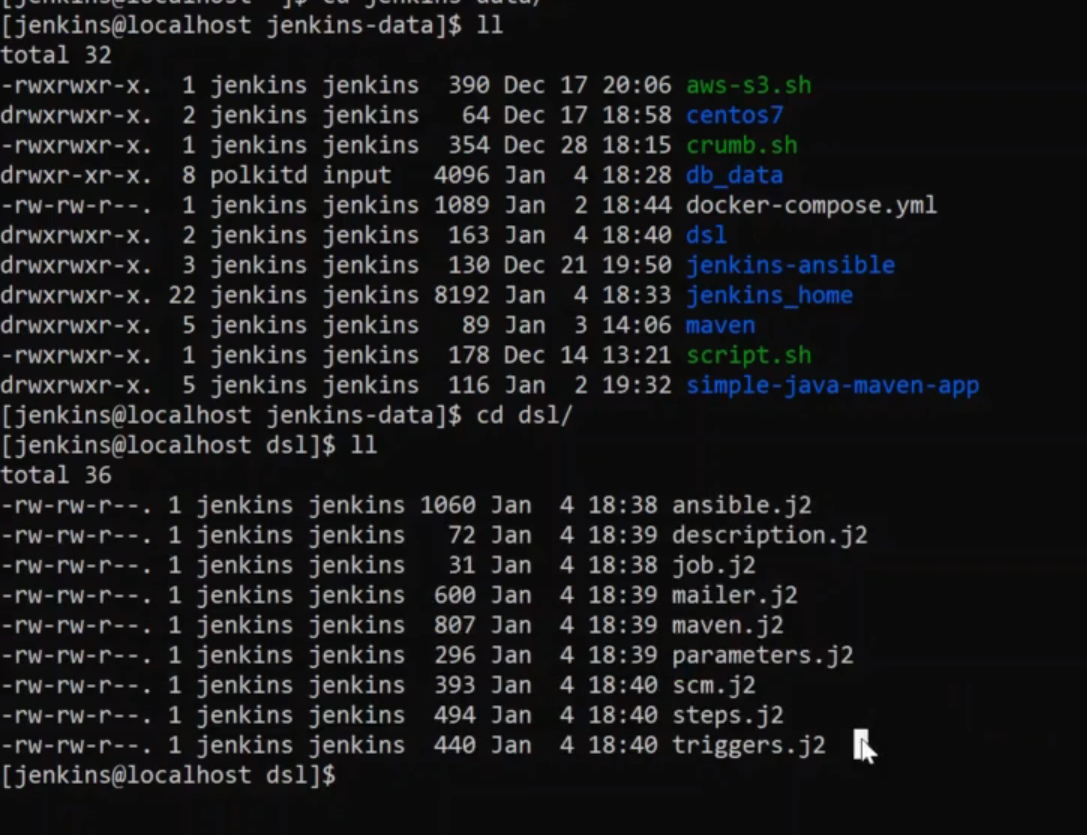 [jenkins@localhost ~]$ cd jenkins-data/
[jenkins@localhost jenkins-data]$ ll
total 32
-rwxrwxr-x.  1 jenkins jenkins  390 Dec 17 20:06 aws-s3.sh
drwxrwxr-x.  2 jenkins jenkins   64 Dec 17 18:58 centos7
-rwxrwxr-x.  1 jenkins jenkins  354 Dec 28 18:15 crumb.sh
drwxr-xr-x.  8 polkitd input   4096 Jan  4 18:28 db_data
-rw-rw-r--.  1 jenkins jenkins 1089 Jan  2 18:44 docker-compose.yml
drwxrwxr-x.  2 jenkins jenkins  163 Jan  4 18:40 dsl
drwxrwxr-x.  3 jenkins jenkins  130 Dec 21 19:50 jenkins-ansible
drwxrwxr-x. 22 jenkins jenkins 8192 Jan  4 18:33 jenkins_home
drwxrwxr-x.  5 jenkins jenkins   89 Jan  3 14:06 maven
-rwxrwxr-x.  1 jenkins jenkins  178 Dec 14 13:21 script.sh
drwxrwxr-x.  5 jenkins jenkins  116 Jan  2 19:32 simple-java-maven-app
[jenkins@localhost jenkins-data]$ cd dsl/
[jenkins@localhost dsl]$ ll
total 36
-rw-rw-r--. 1 jenkins jenkins 1060 Jan  4 18:38 ansible.j2
-rw-rw-r--. 1 jenkins jenkins   72 Jan  4 18:39 description.j2
-rw-rw-r--. 1 jenkins jenkins   31 Jan  4 18:38 job.j2
-rw-rw-r--. 1 jenkins jenkins  600 Jan  4 18:39 mailer.j2
-rw-rw-r--. 1 jenkins jenkins  807 Jan  4 18:39 maven.j2
-rw-rw-r--. 1 jenkins jenkins  296 Jan  4 18:39 parameters.j2
-rw-rw-r--. 1 jenkins jenkins  393 Jan  4 18:40 scm.j2
-rw-rw-r--. 1 jenkins jenkins  494 Jan  4 18:40 steps.j2
-rw-rw-r--. 1 jenkins jenkins  440 Jan  4 18:40 triggers.j2
[jenkins@localhost dsl]$